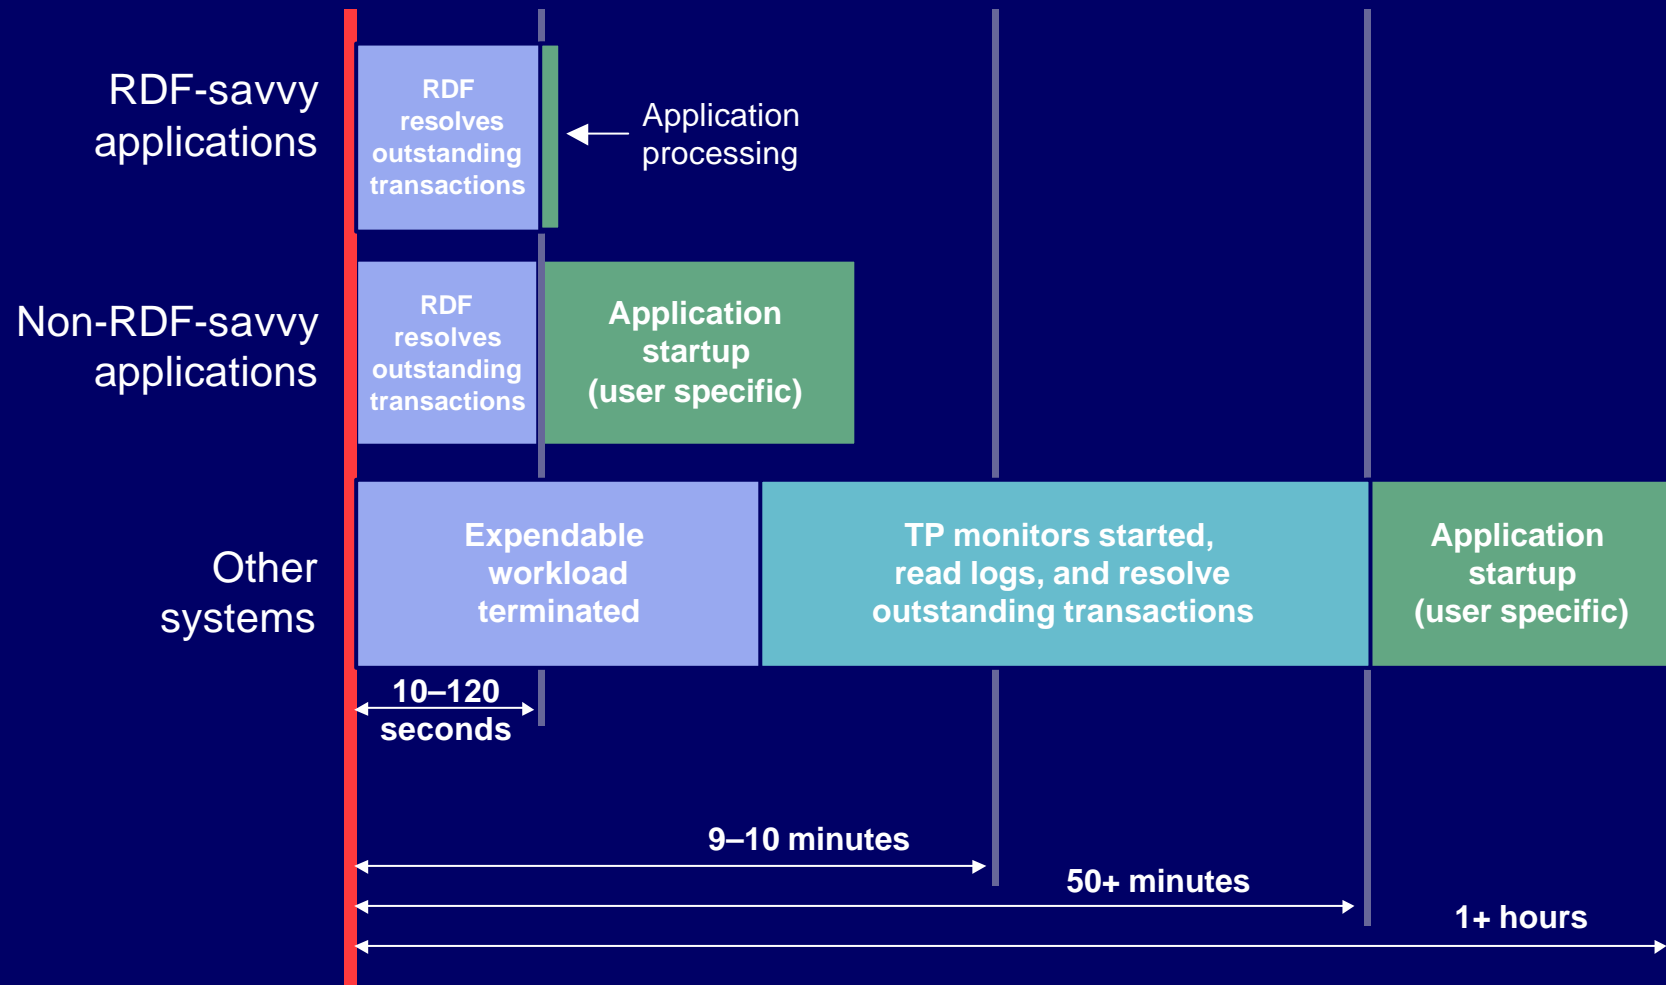 RDF-savvy
applications
RDF
resolves
outstanding
transactions
Application
processing
Non-RDF-savvy
applications
RDF
resolves
outstanding
transactions
Application
startup
(user specific)
Other
systems
Expendable
workload
terminated
TP monitors started,
read logs, and resolve
outstanding transactions
Application
startup
(user specific)
10–120
seconds
9–10 minutes
50+ minutes
1+ hours